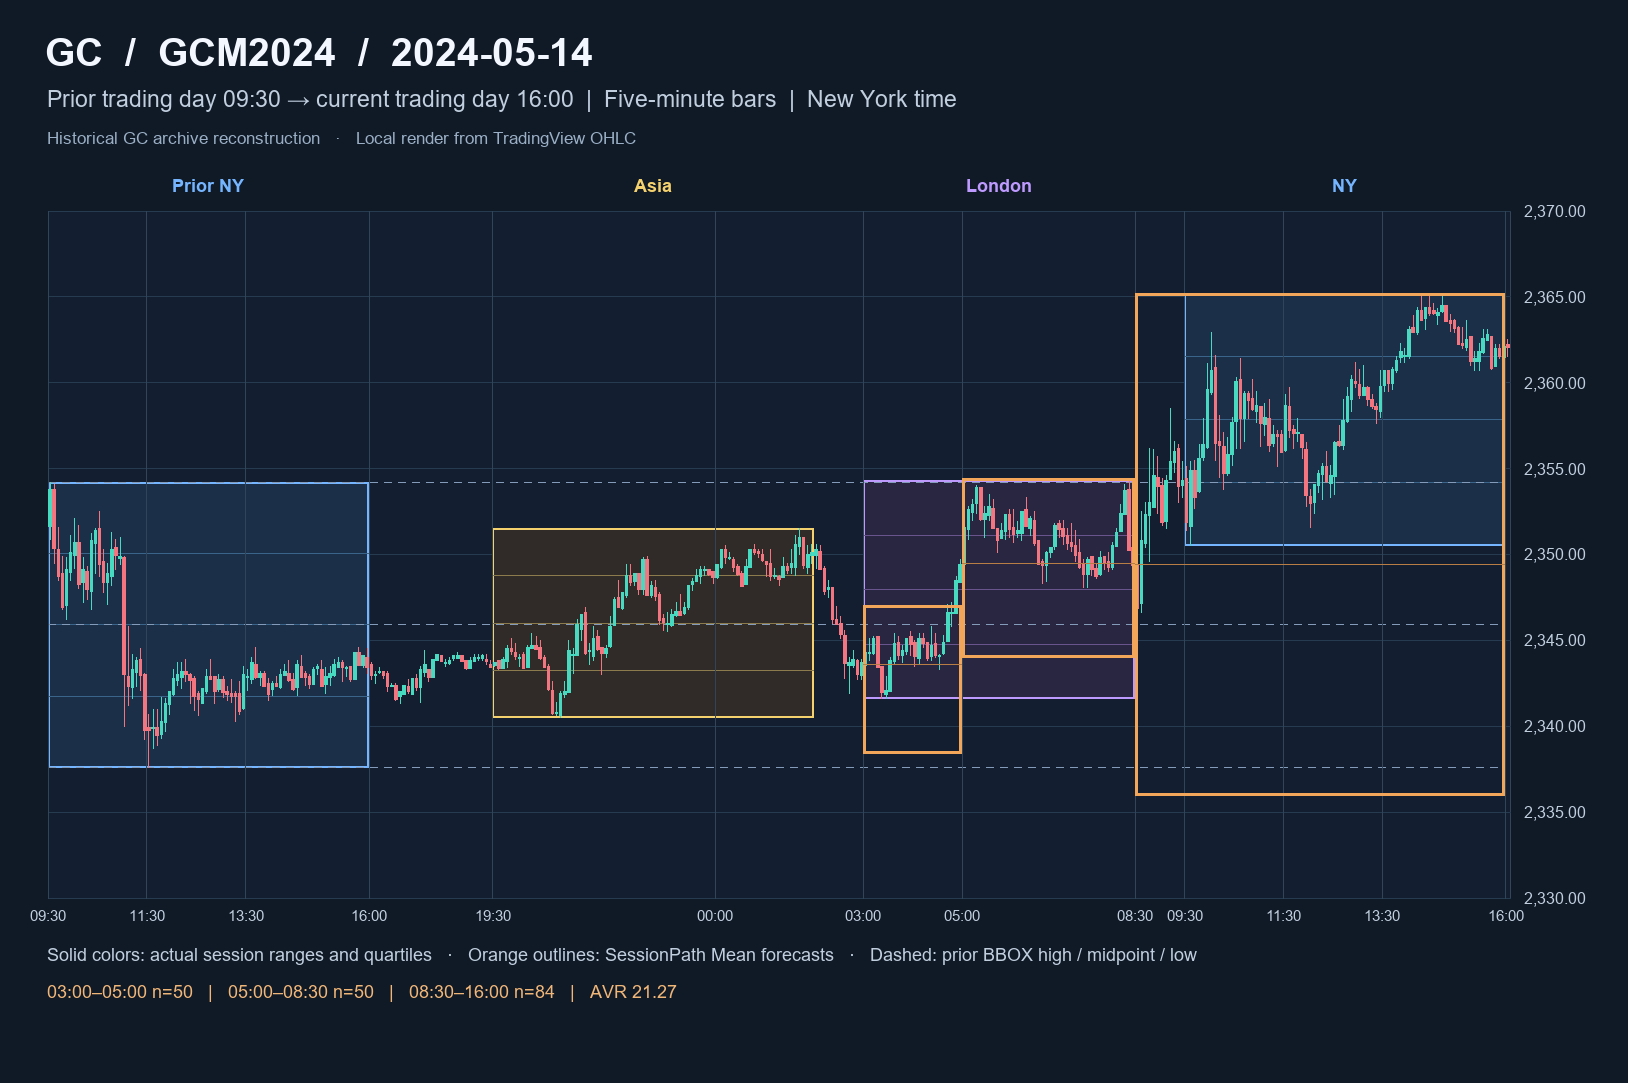 GC / GCM2024 / 2024-05-14
Prior trading day 09:30 → current trading day 16:00 | Five-minute bars | New York time
Historical GC archive reconstruction · Local render from TradingView OHLC
Prior NY Asia London NY
2,370.00
2,365.00
2,360.00
2,355.00
2,350.00
2,345.00
2,340.00
2,335.00
2,330.00
09:30 11:30 13:30 16:00 19:30 00:00 03:00 05:00 08:30 09:30 11:30 13:30 16:00
Solid colors: actual session ranges and quartiles · Orange outlines: SessionPath Mean forecasts · Dashed: prior BBOX high / midpoint / low
03:00–05:00 n=50 | 05:00–08:30 n=50 | 08:30–16:00 n=84 | AVR 21.27